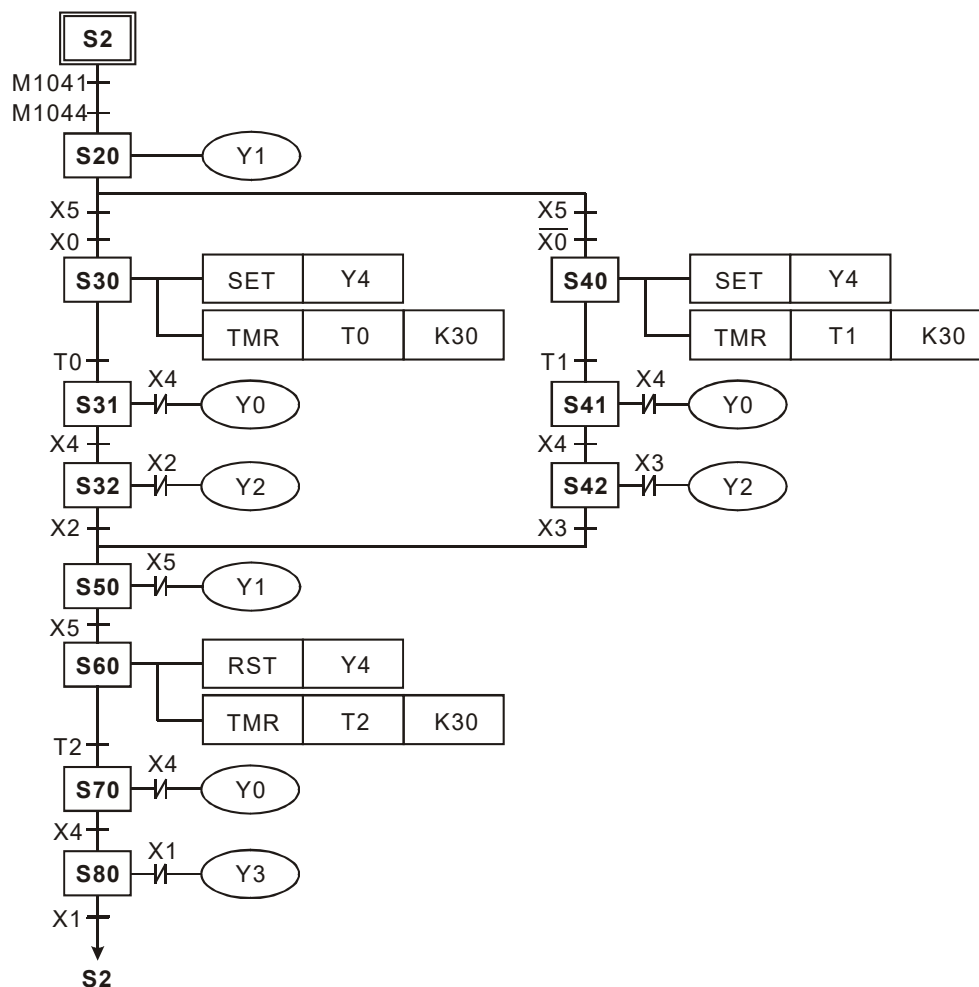 S2
M1041
M1044
S20 Y1
X5 X5
X0 X̅0̅
S30 SET Y4 S40 SET Y4
TMR T0 K30 TMR T1 K30
T0 X4 T1 X4
S31 Y0 S41 Y0
X4 X2 X4 X3
S32 Y2 S42 Y2
X2 X3
X5
S50 Y1
X5
S60 RST Y4
TMR T2 K30
T2 X4
S70 Y0
X4 X1
S80 Y3
X1
S2